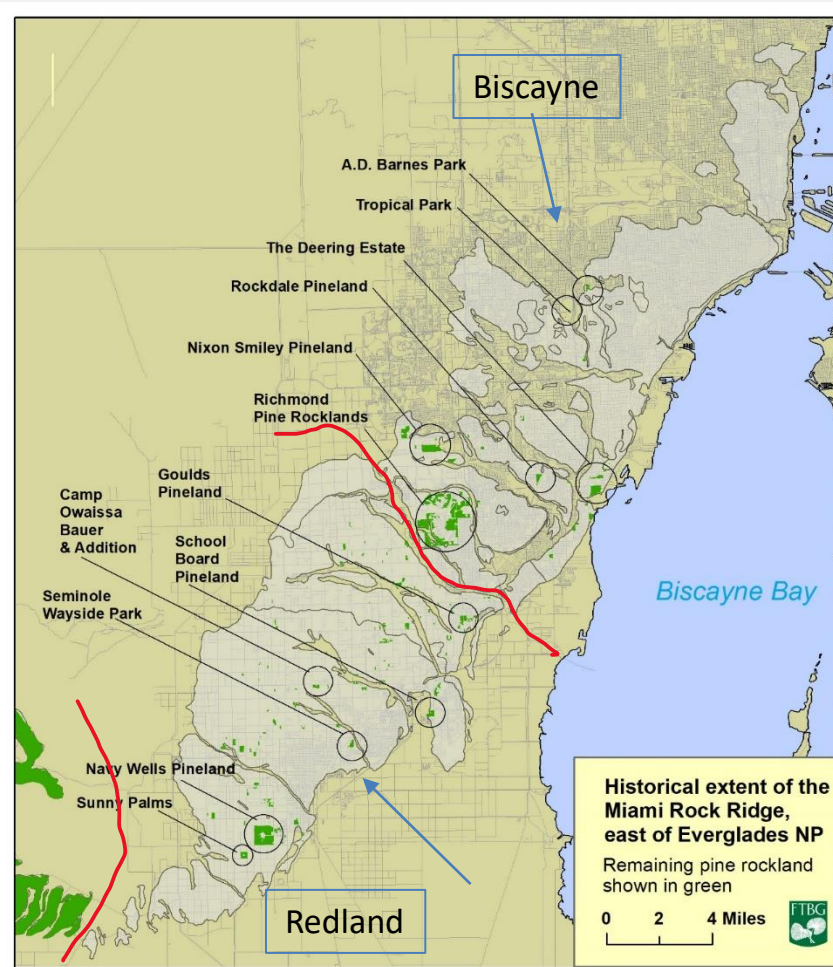 Biscayne
A.D. Barnes Park
Tropical Park
The Deering Estate
Rockdale Pineland
Nixon Smiley Pineland
Richmond
Pine Rocklands
Goulds
Pineland
Camp
Owaissa
Bauer
& Addition
School
Board
Pineland
Seminole
Wayside Park
Biscayne Bay
Navy Wells Pineland
Sunny Palms
Redland
Historical extent of the
Miami Rock Ridge,
east of Everglades NP
Remaining pine rockland
shown in green
0 2 4 Miles
FTBG